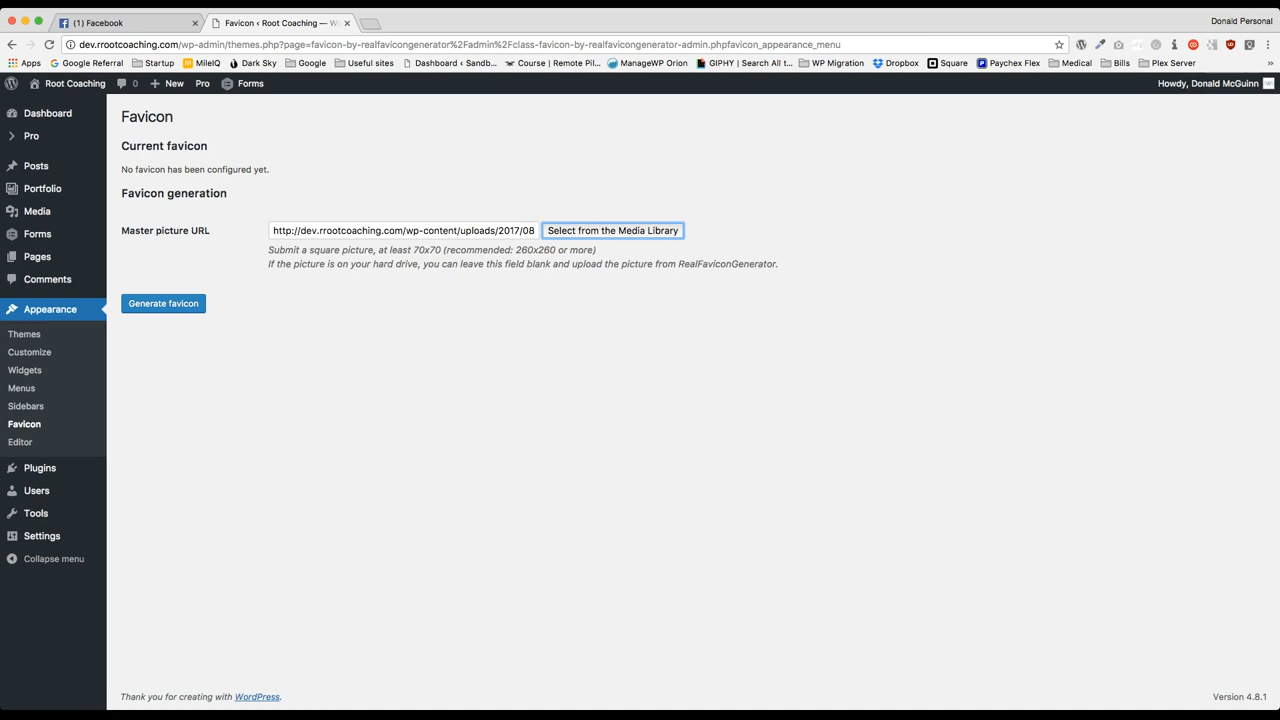 Donald Personal
(1) Facebook
Favicon ‹ Root Coaching — W
dev.rrootcoaching.com/wp-admin/themes.php?page=favicon-by-realfavicongenerator%2Fadmin%2Fclass-favicon-by-realfavicongenerator-admin.phpfavicon_appearance_menu
Apps Google Referral Startup MileIQ Dark Sky Google Useful sites Dashboard ‹ Sandb... Course | Remote Pil... ManageWP Orion GIPHY | Search All t... WP Migration Dropbox Square Paychex Flex Medical Bills Plex Server »
Root Coaching 0 New Pro Forms Howdy, Donald McGuinn
Dashboard
Pro
Posts
Portfolio
Media
Forms
Pages
Comments
Appearance
Themes
Customize
Widgets
Menus
Sidebars
Favicon
Editor
Plugins
Users
Tools
Settings
Collapse menu
Favicon
Current favicon
No favicon has been configured yet.
Favicon generation
Master picture URL http://dev.rrootcoaching.com/wp-content/uploads/2017/08 Select from the Media Library
Submit a square picture, at least 70x70 (recommended: 260x260 or more)
If the picture is on your hard drive, you can leave this field blank and upload the picture from RealFaviconGenerator.
Generate favicon
Thank you for creating with WordPress. Version 4.8.1